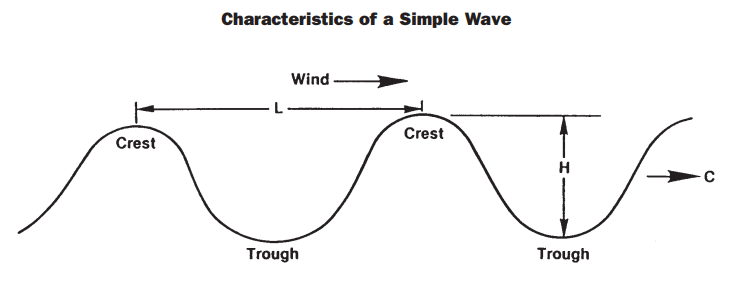 Characteristics of a Simple Wave
Wind
L
Crest
Crest
H
C
Trough
Trough